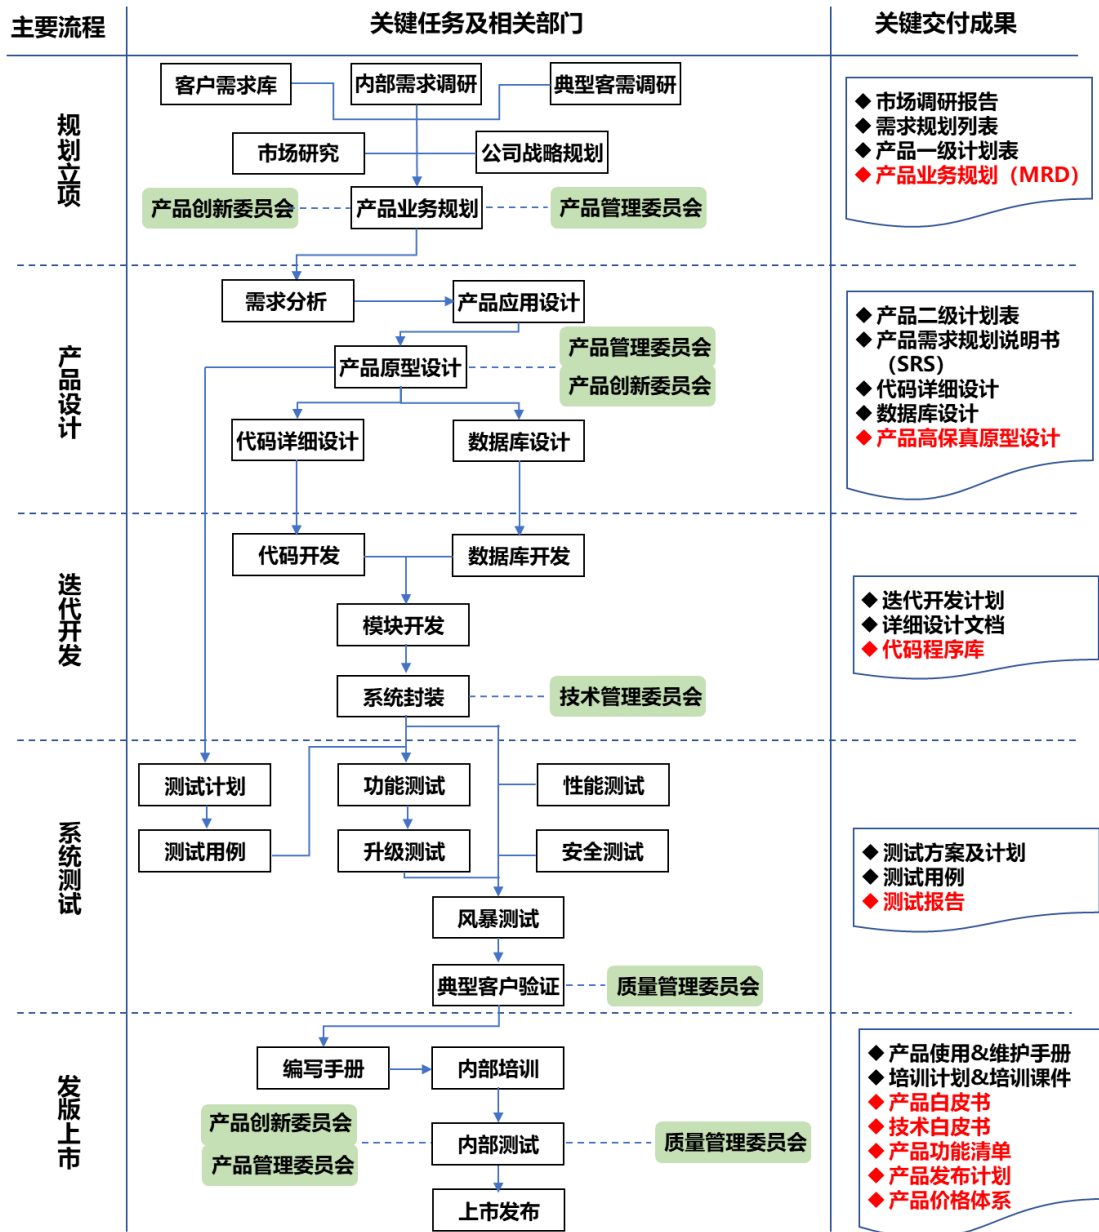 主要流程
关键任务及相关部门
关键交付成果
规划立项
客户需求库
内部需求调研
典型客需调研
市场研究
公司战略规划
产品创新委员会
产品业务规划
产品管理委员会
◆ 市场调研报告
◆ 需求规划列表
◆ 产品一级计划表
◆ 产品业务规划（MRD）
产品设计
需求分析
产品应用设计
产品原型设计
产品管理委员会
产品创新委员会
代码详细设计
数据库设计
◆ 产品二级计划表
◆ 产品需求规划说明书
（SRS）
◆ 代码详细设计
◆ 数据库设计
◆ 产品高保真原型设计
迭代开发
代码开发
数据库开发
模块开发
系统封装
技术管理委员会
◆ 迭代开发计划
◆ 详细设计文档
◆ 代码程序库
系统测试
测试计划
功能测试
性能测试
测试用例
升级测试
安全测试
风暴测试
典型客户验证
质量管理委员会
◆ 测试方案及计划
◆ 测试用例
◆ 测试报告
发版上市
编写手册
内部培训
产品创新委员会
产品管理委员会
内部测试
质量管理委员会
上市发布
◆ 产品使用&维护手册
◆ 培训计划&培训课件
◆ 产品白皮书
◆ 技术白皮书
◆ 产品功能清单
◆ 产品发布计划
◆ 产品价格体系